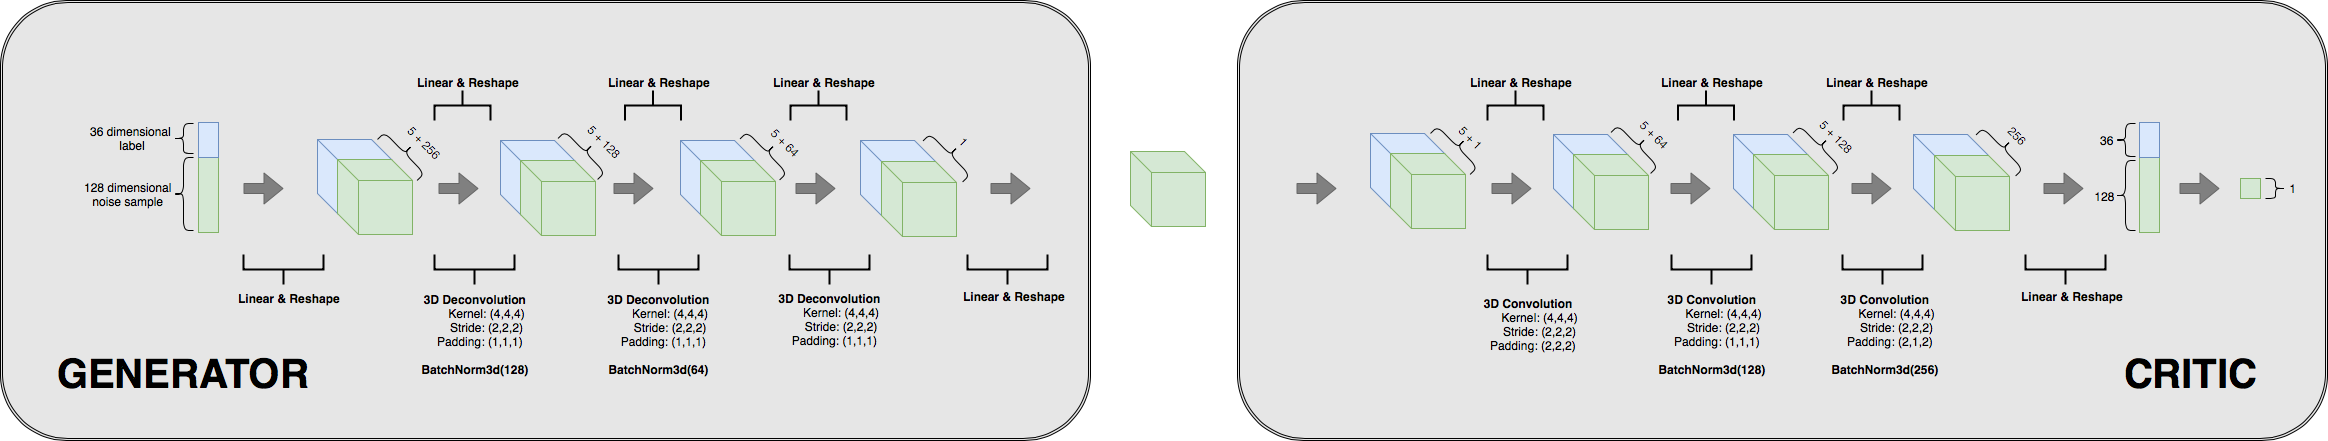 Linear & Reshape
Linear & Reshape
Linear & Reshape
36 dimensional
label
128 dimensional
noise sample
5 + 256
5 + 128
5 + 64
1
Linear & Reshape
3D Deconvolution
Kernel: (4,4,4)
Stride: (2,2,2)
Padding: (1,1,1)
BatchNorm3d(128)
3D Deconvolution
Kernel: (4,4,4)
Stride: (2,2,2)
Padding: (1,1,1)
BatchNorm3d(64)
3D Deconvolution
Kernel: (4,4,4)
Stride: (2,2,2)
Padding: (1,1,1)
Linear & Reshape
GENERATOR
Linear & Reshape
Linear & Reshape
Linear & Reshape
5 + 1
5 + 64
5 + 128
256
36
128
1
3D Convolution
Kernel: (4,4,4)
Stride: (2,2,2)
Padding: (2,2,2)
3D Convolution
Kernel: (4,4,4)
Stride: (2,2,2)
Padding: (1,1,1)
BatchNorm3d(128)
3D Convolution
Kernel: (4,4,4)
Stride: (2,2,2)
Padding: (2,1,2)
BatchNorm3d(256)
Linear & Reshape
CRITIC